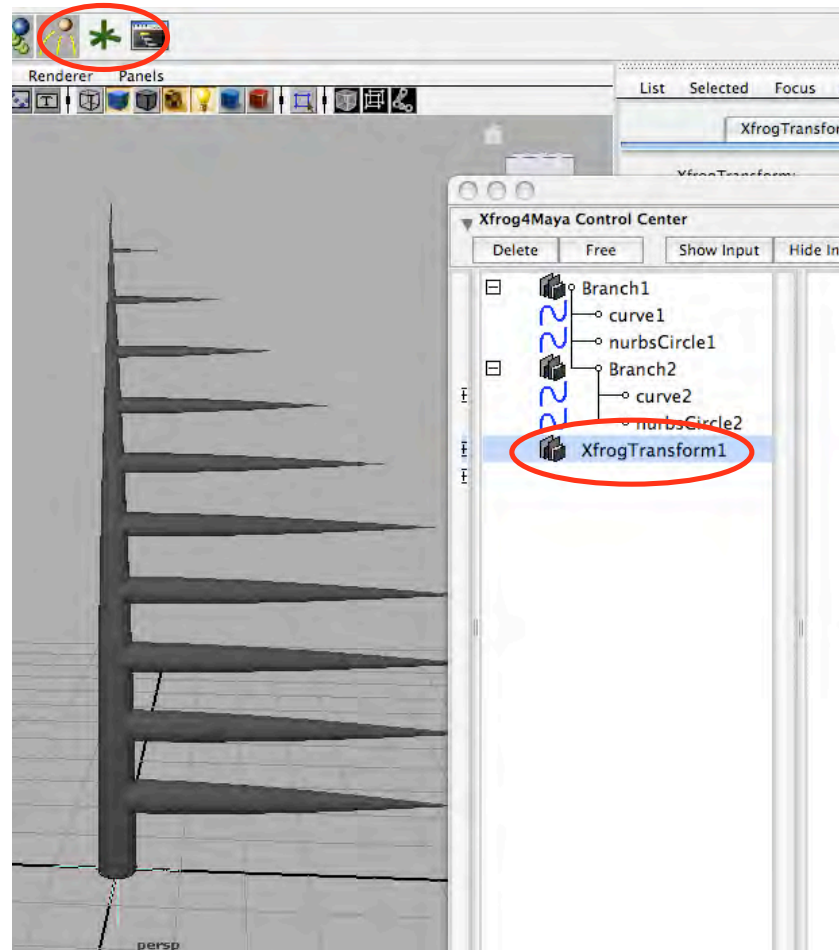 Renderer Panels
T
List Selected Focus
XfrogTransfor
XfrogTransform:
Xfrog4Maya Control Center
Delete Free Show Input Hide In
Branch1
curve1
nurbsCircle1
Branch2
curve2
nurbsCircle2
XfrogTransform1
persp